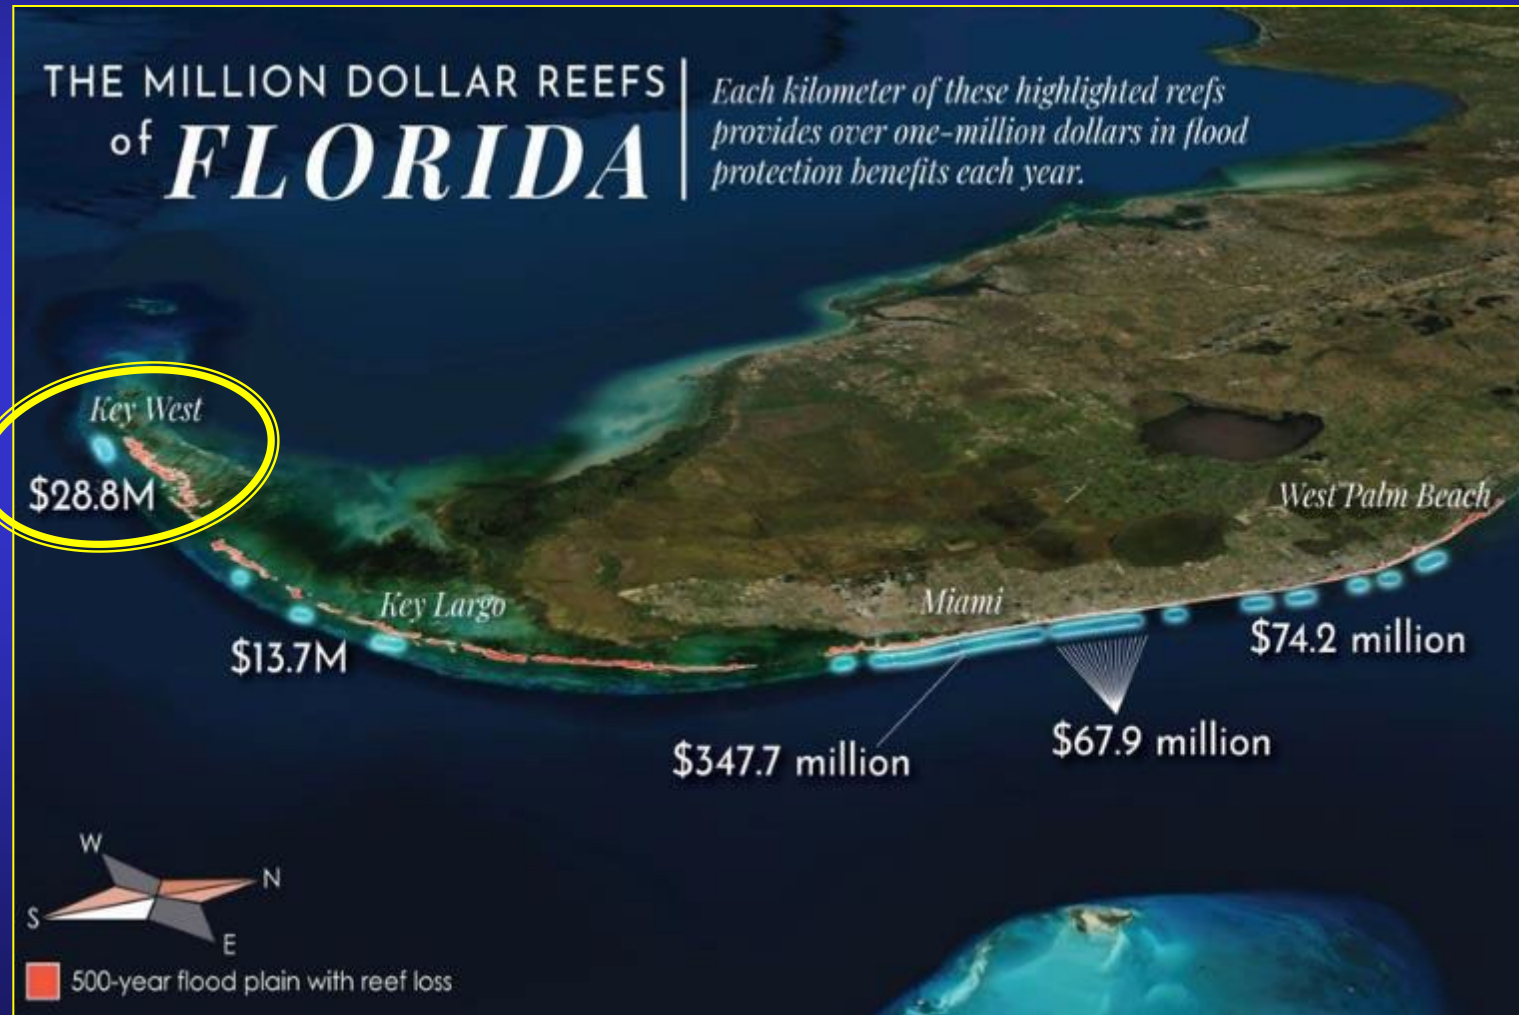 THE MILLION DOLLAR REEFS
of FLORIDA
Each kilometer of these highlighted reefs
provides over one-million dollars in flood
protection benefits each year.
Key West
$28.8M
West Palm Beach
Key Largo
Miami
$13.7M
$74.2 million
$347.7 million
$67.9 million
W
N
S
E
500-year flood plain with reef loss